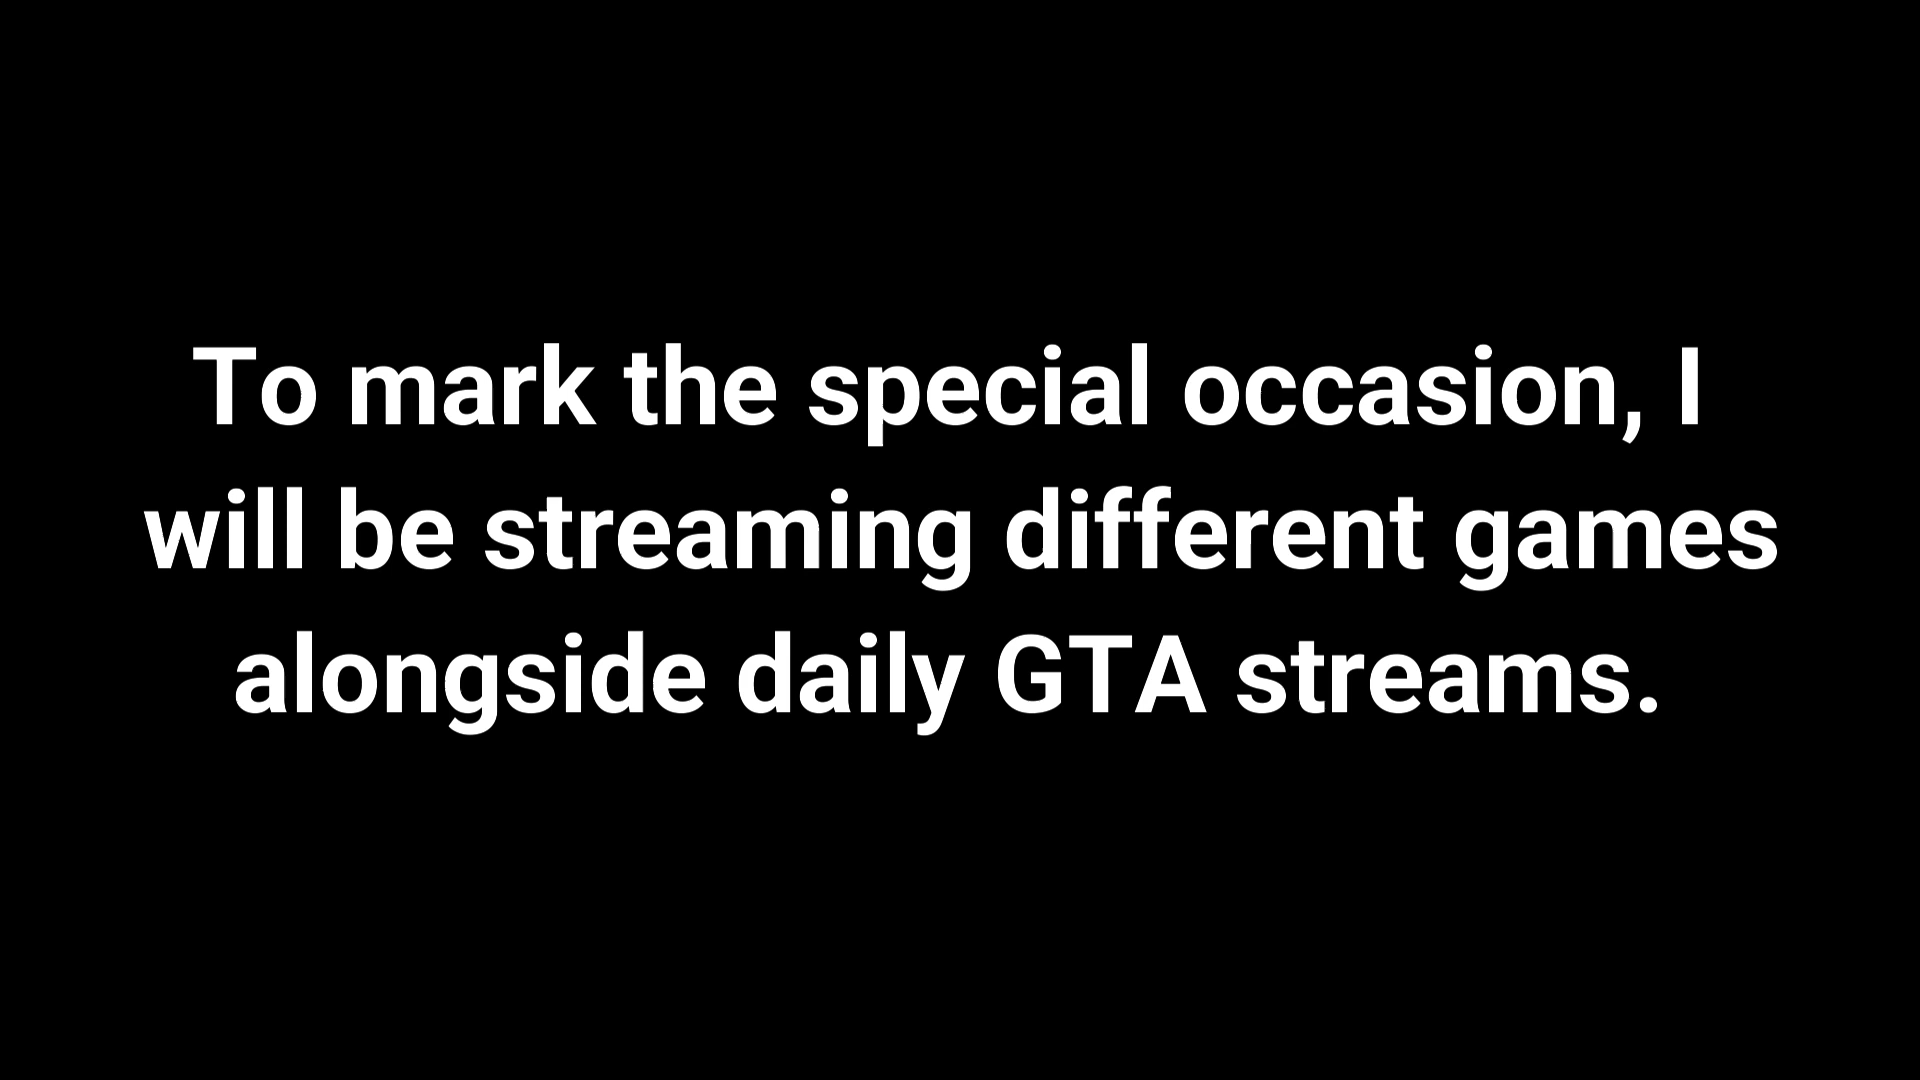 To mark the special occasion, I
will be streaming different games
alongside daily GTA streams.